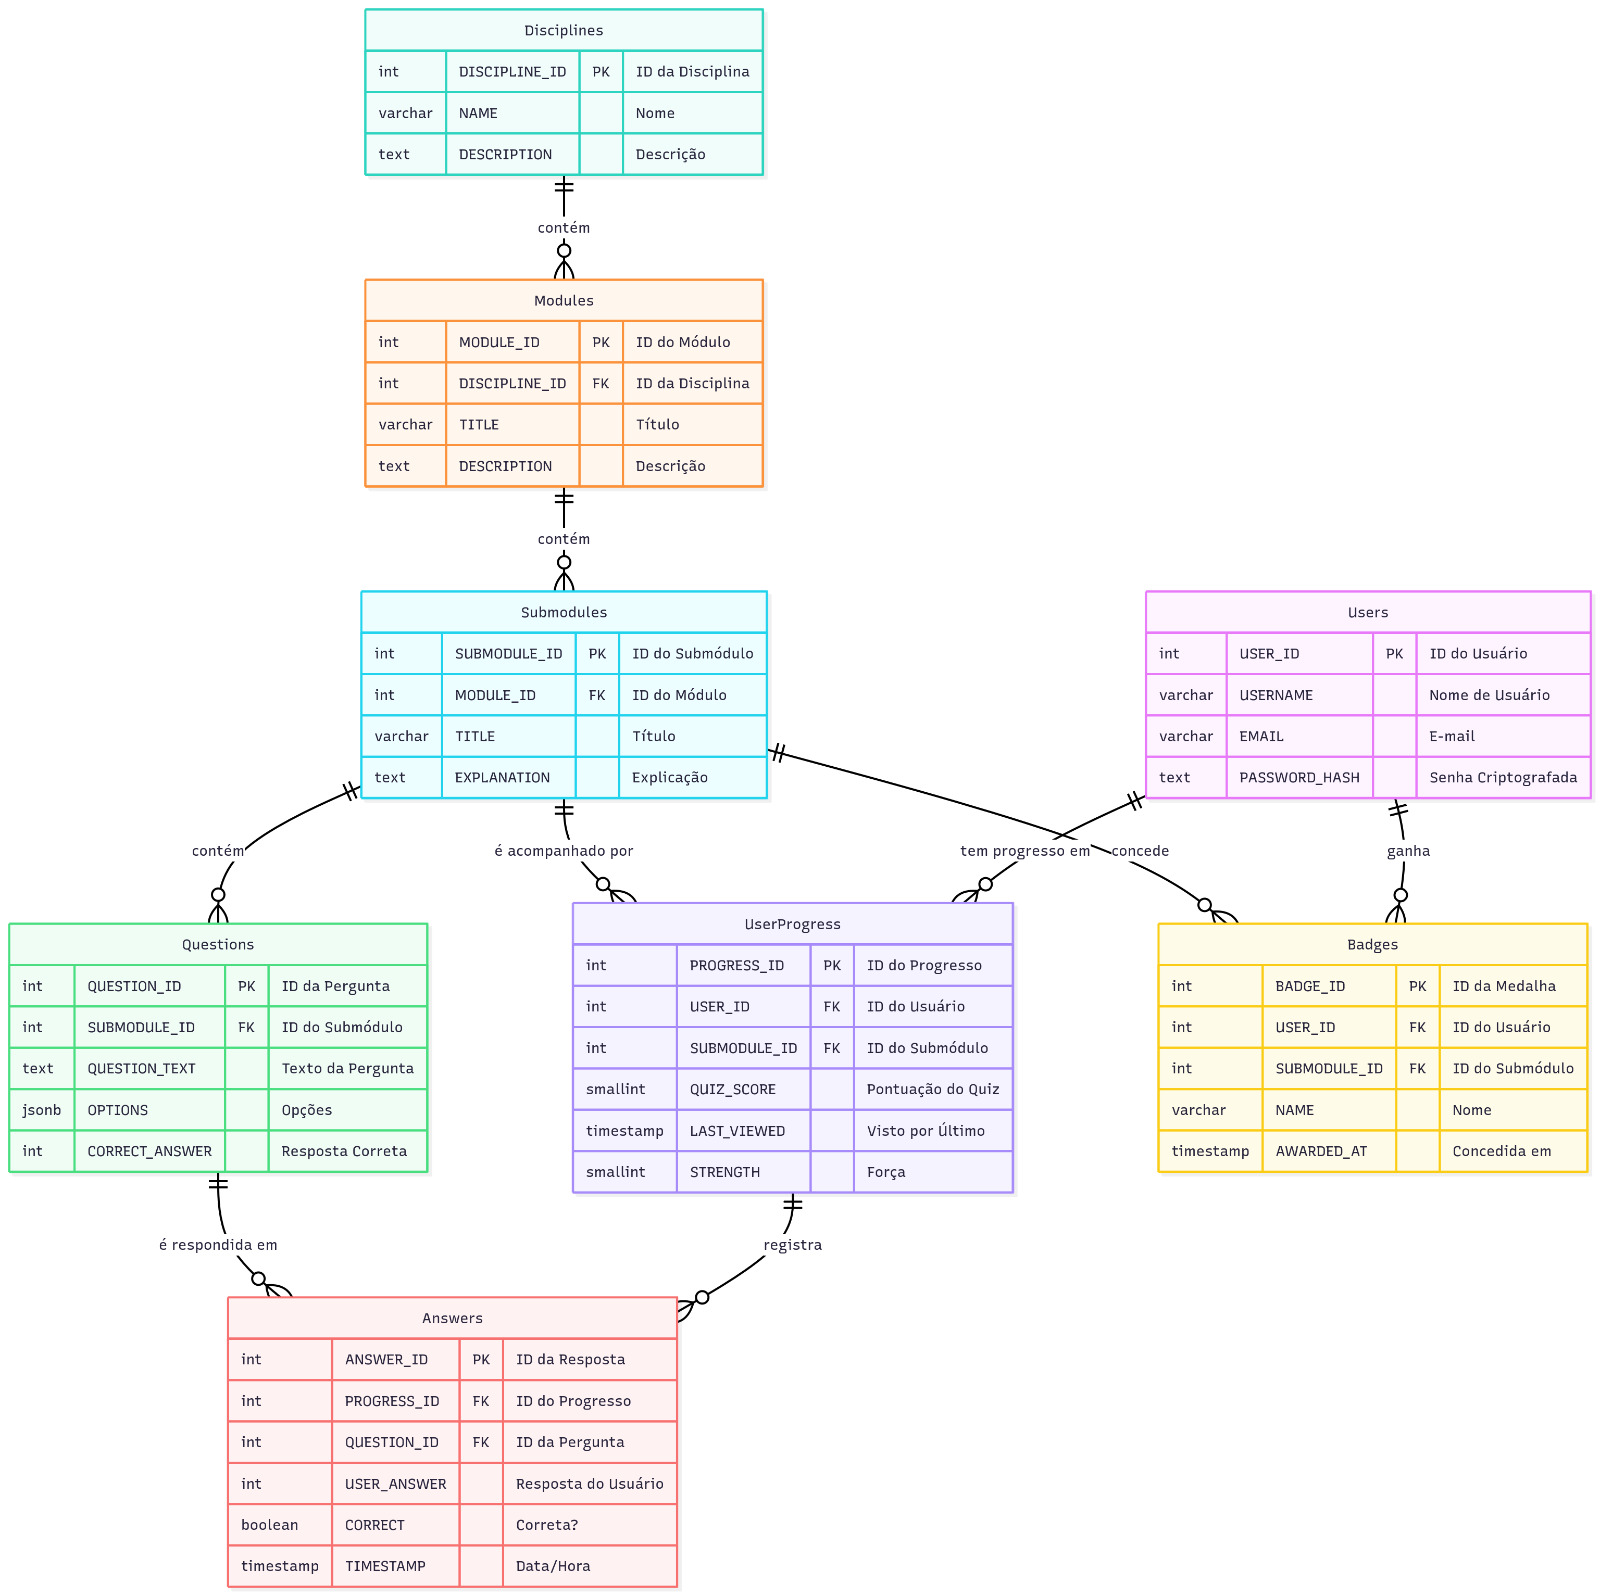 Disciplines
int DISCIPLINE_ID PK ID da Disciplina
varchar NAME Nome
text DESCRIPTION Descrição
contém
Modules
int MODULE_ID PK ID do Módulo
int DISCIPLINE_ID FK ID da Disciplina
varchar TITLE Título
text DESCRIPTION Descrição
contém
Submodules
int SUBMODULE_ID PK ID do Submódulo
int MODULE_ID FK ID do Módulo
varchar TITLE Título
text EXPLANATION Explicação
Users
int USER_ID PK ID do Usuário
varchar USERNAME Nome de Usuário
varchar EMAIL E-mail
text PASSWORD_HASH Senha Criptografada
contém
é acompanhado por
tem progresso em
concede
ganha
Questions
int QUESTION_ID PK ID da Pergunta
int SUBMODULE_ID FK ID do Submódulo
text QUESTION_TEXT Texto da Pergunta
jsonb OPTIONS Opções
int CORRECT_ANSWER Resposta Correta
UserProgress
int PROGRESS_ID PK ID do Progresso
int USER_ID FK ID do Usuário
int SUBMODULE_ID FK ID do Submódulo
smallint QUIZ_SCORE Pontuação do Quiz
timestamp LAST_VIEWED Visto por Último
smallint STRENGTH Força
Badges
int BADGE_ID PK ID da Medalha
int USER_ID FK ID do Usuário
int SUBMODULE_ID FK ID do Submódulo
varchar NAME Nome
timestamp AWARDED_AT Concedida em
é respondida em
registra
Answers
int ANSWER_ID PK ID da Resposta
int PROGRESS_ID FK ID do Progresso
int QUESTION_ID FK ID da Pergunta
int USER_ANSWER Resposta do Usuário
boolean CORRECT Correta?
timestamp TIMESTAMP Data/Hora